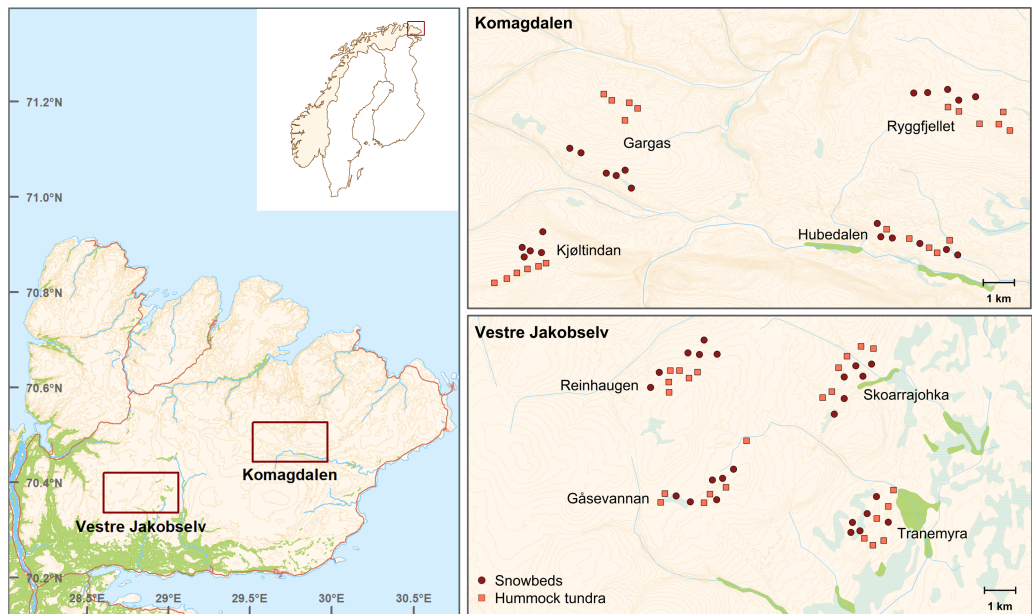 71.2°N
71.0°N
70.8°N
70.6°N
70.4°N
70.2°N
28.5°E
29°E
29.5°E
30°E
30.5°E
Komagdalen
Vestre Jakobselv
Komagdalen
Gargas
Ryggfjellet
Hubedalen
Kjøltindan
1 km
Vestre Jakobselv
Reinhaugen
Skoarrajohka
Gåsevannan
Tranemyra
Snowbeds
Hummock tundra
1 km